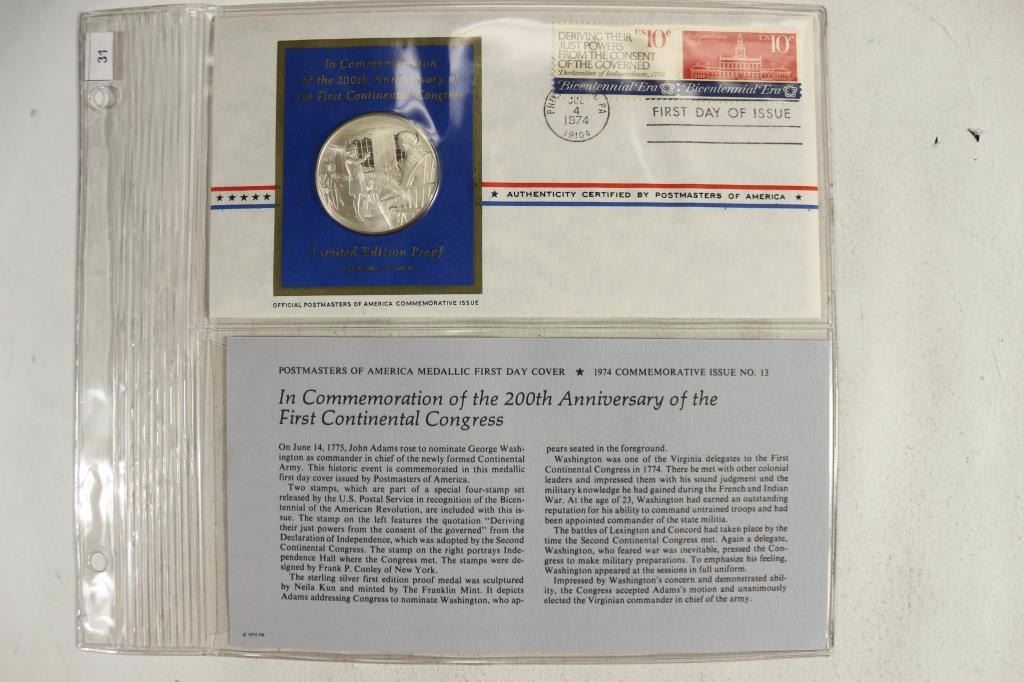 31
In Commemoration
of the 200th Anniversary of
the First Continental Congress
Limited Edition Proof
STERLING SILVER
OFFICIAL POSTMASTERS OF AMERICA COMMEMORATIVE ISSUE
DERIVING THEIR
JUST POWERS
FROM THE CONSENT
OF THE GOVERNED
Declaration of Independence, 1776
US 10c
Bicentennial Era
US 10c
Bicentennial Era
PA
JUL
4
1974
19104
FIRST DAY OF ISSUE
★ AUTHENTICITY CERTIFIED BY POSTMASTERS OF AMERICA ★
POSTMASTERS OF AMERICA MEDALLIC FIRST DAY COVER ★ 1974 COMMEMORATIVE ISSUE NO. 13
In Commemoration of the 200th Anniversary of the
First Continental Congress
On June 14, 1775, John Adams rose to nominate George Wash-
ington as commander in chief of the newly formed Continental
Army. This historic event is commemorated in this medallic
first day cover issued by Postmasters of America.
Two stamps, which are part of a special four-stamp set
released by the U.S. Postal Service in recognition of the Bicen-
tennial of the American Revolution, are included with this is-
sue. The stamp on the left features the quotation "Deriving
their just powers from the consent of the governed" from the
Declaration of Independence, which was adopted by the Second
Continental Congress. The stamp on the right portrays Inde-
pendence Hall where the Congress met. The stamps were de-
signed by Frank P. Conley of New York.
The sterling silver first edition proof medal was sculptured
by Neila Kun and minted by The Franklin Mint. It depicts
Adams addressing Congress to nominate Washington, who ap-
pears seated in the foreground.
Washington was one of the Virginia delegates to the First
Continental Congress in 1774. There he met with other colonial
leaders and impressed them with his sound judgment and the
military knowledge he had gained during the French and Indian
War. At the age of 23, Washington had earned an outstanding
reputation for his ability to command untrained troops and had
been appointed commander of the state militia.
The battles of Lexington and Concord had taken place by the
time the Second Continental Congress met. Again a delegate,
Washington, who feared war was inevitable, pressed the Con-
gress to make military preparations. To emphasize his feeling,
Washington appeared at the sessions in full uniform.
Impressed by Washington's concern and demonstrated abil-
ity, the Congress accepted Adams's motion and unanimously
elected the Virginian commander in chief of the army.
© 1974 FM